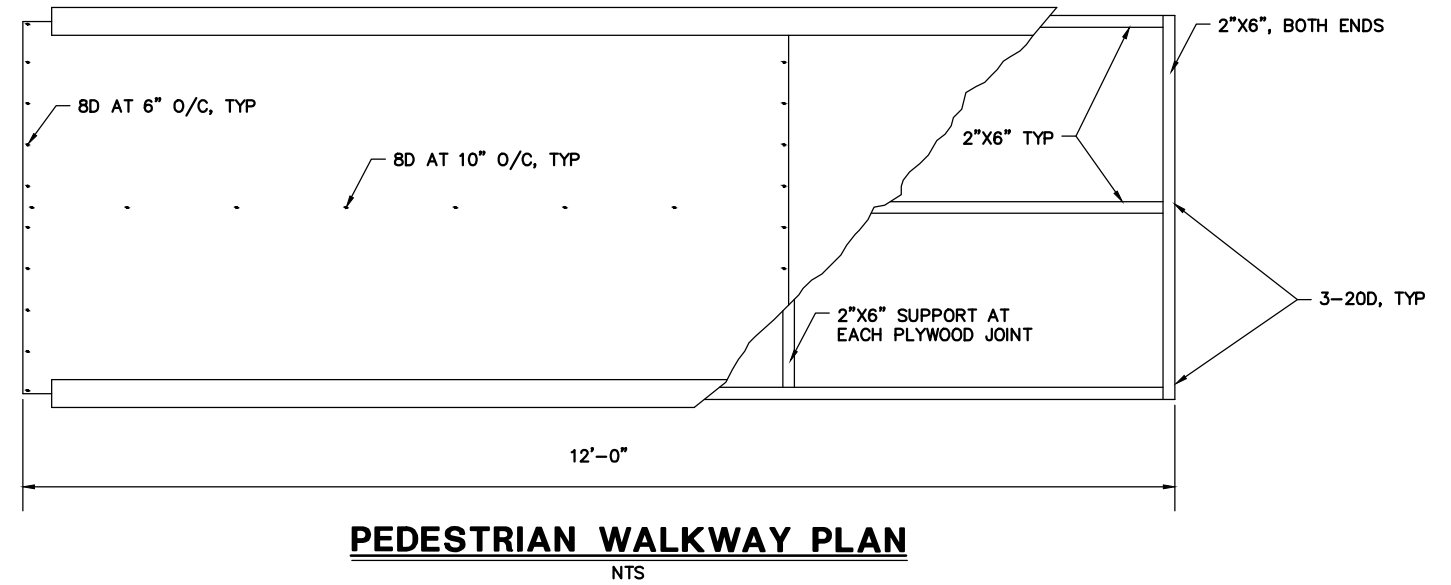 2"X6", BOTH ENDS
8D AT 6" O/C, TYP
2"X6" TYP
8D AT 10" O/C, TYP
3-20D, TYP
2"X6" SUPPORT AT
EACH PLYWOOD JOINT
12'-0"
PEDESTRIAN WALKWAY PLAN
NTS